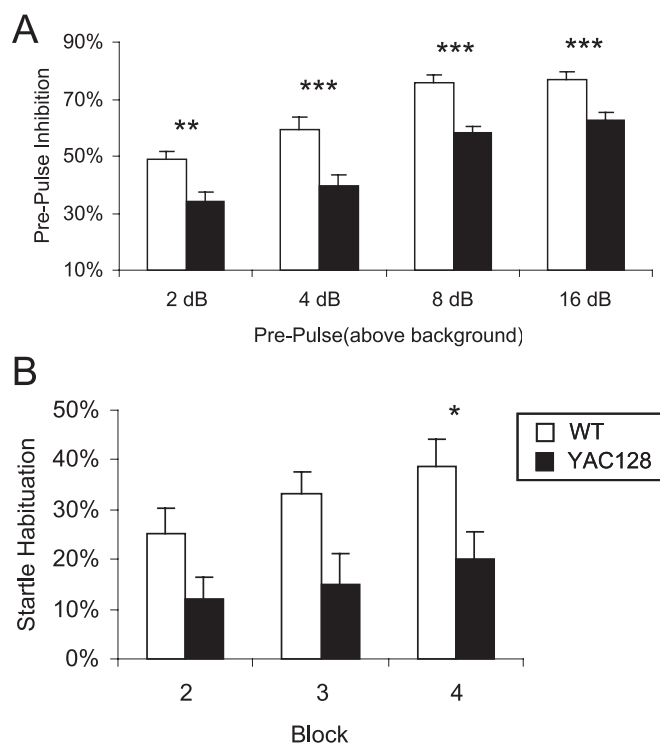 A
90%
70%
50%
30%
10%
Pre-Pulse Inhibition
** *** *** ***
2 dB 4 dB 8 dB 16 dB
Pre-Pulse(above background)
B
50%
40%
30%
20%
10%
0%
Startle Habituation
*
WT
YAC128
2 3 4
Block